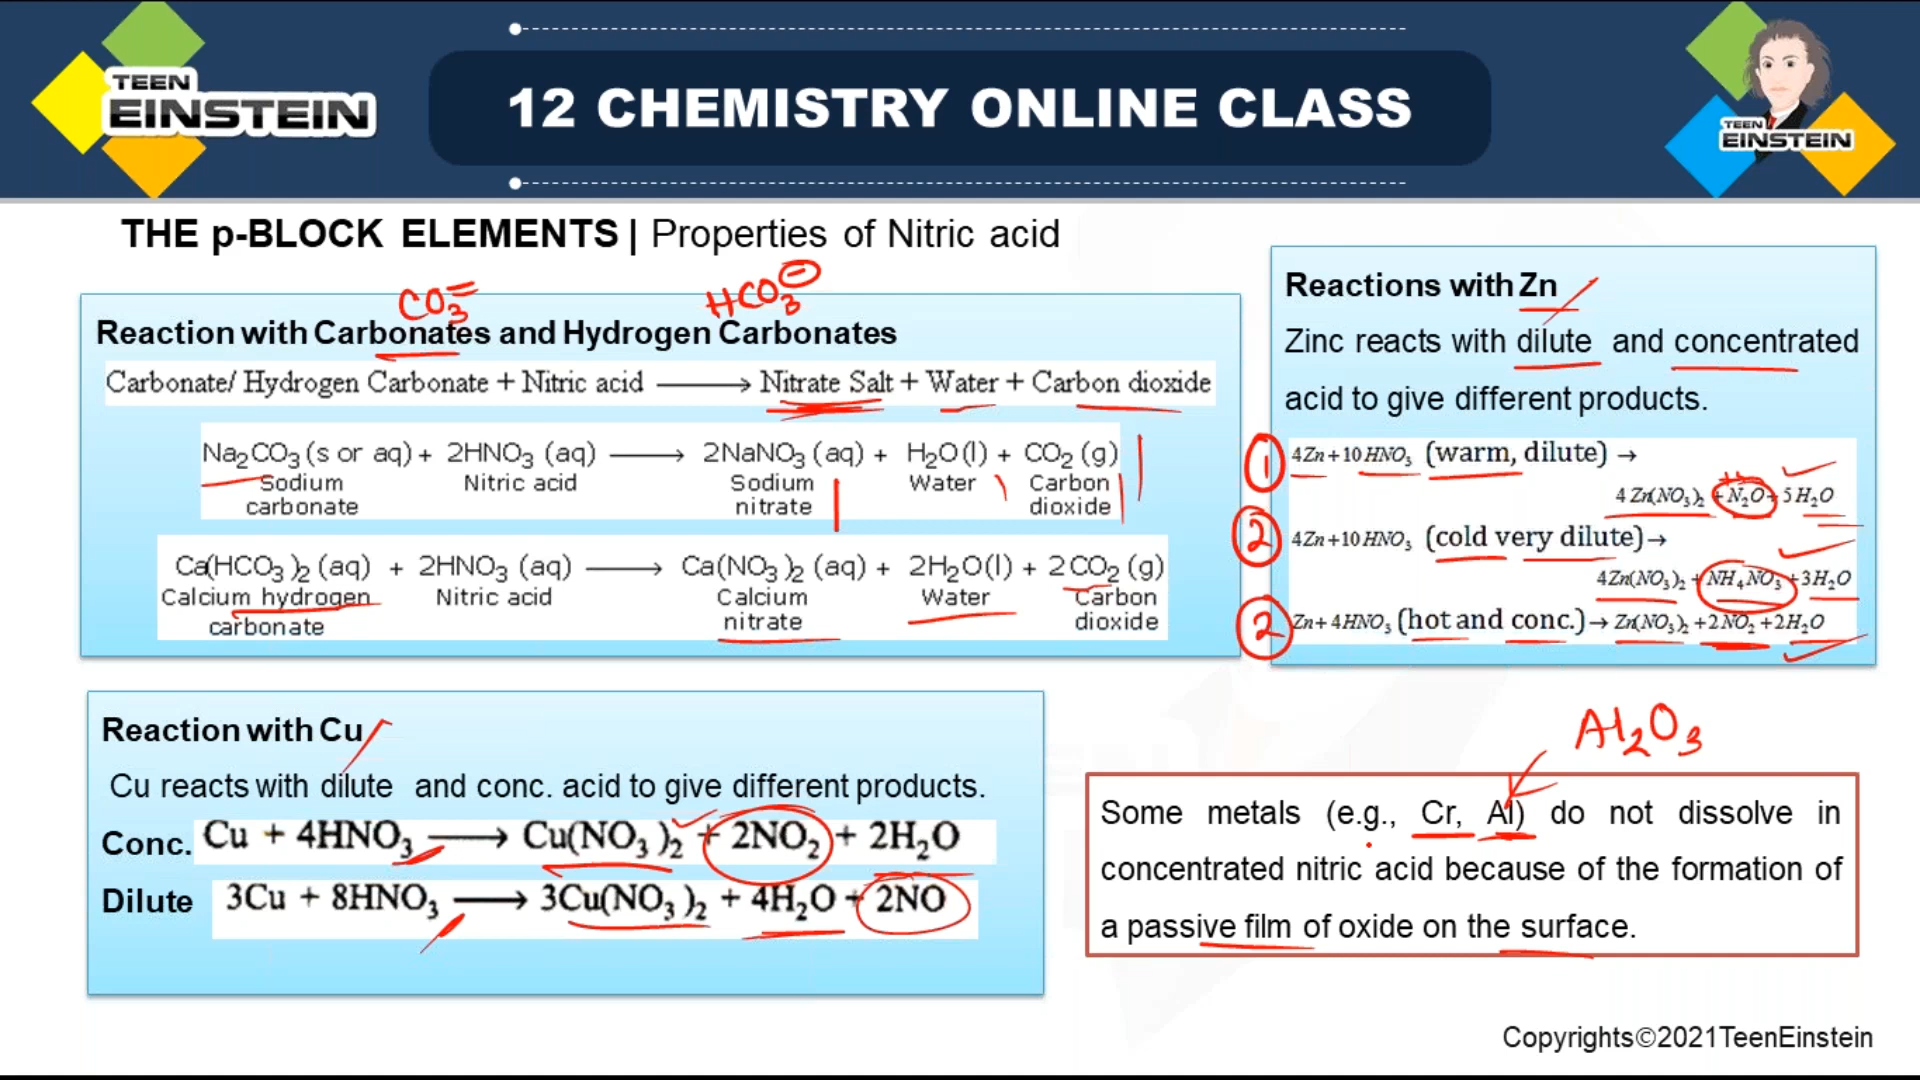 TEEN
EINSTEIN
12 CHEMISTRY ONLINE CLASS
TEEN
EINSTEIN
THE p-BLOCK ELEMENTS | Properties of Nitric acid
CO₃⁼
HCO₃⊖
Reaction with Carbonates and Hydrogen Carbonates
Carbonate/ Hydrogen Carbonate + Nitric acid ⟶ Nitrate Salt + Water + Carbon dioxide
Na₂CO₃ (s or aq) + 2HNO₃ (aq) ⟶ 2NaNO₃ (aq) + H₂O(l) + CO₂ (g)
Sodium Nitric acid Sodium Water Carbon
carbonate nitrate dioxide
Ca(HCO₃)₂ (aq) + 2HNO₃ (aq) ⟶ Ca(NO₃)₂ (aq) + 2H₂O(l) + 2CO₂ (g)
Calcium hydrogen Nitric acid Calcium Water Carbon
carbonate nitrate dioxide
Reactions with Zn
Zinc reacts with dilute and concentrated
acid to give different products.
1 4Zn+10HNO₃ (warm, dilute) →
4Zn(NO₃)₂ + N₂O + 5H₂O
2 4Zn+10HNO₃ (cold very dilute)→
4Zn(NO₃)₂ + NH₄NO₃ + 3H₂O
2 Zn+4HNO₃ (hot and conc.)→ Zn(NO₃)₂ +2NO₂ +2H₂O
Reaction with Cu
Cu reacts with dilute and conc. acid to give different products.
Conc. Cu + 4HNO₃ ⟶ Cu(NO₃)₂ + 2NO₂ + 2H₂O
Dilute 3Cu + 8HNO₃ ⟶ 3Cu(NO₃)₂ + 4H₂O + 2NO
Al₂O₃
Some metals (e.g., Cr, Al) do not dissolve in
concentrated nitric acid because of the formation of
a passive film of oxide on the surface.
Copyrights©2021TeenEinstein